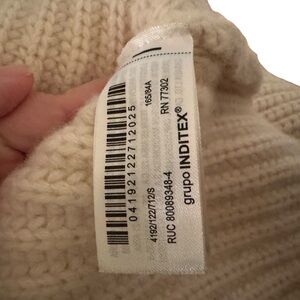 04192122712025
4192/122/712/S
165/84A
RUC 80089348-4
RN 77302
grupo INDITEX®